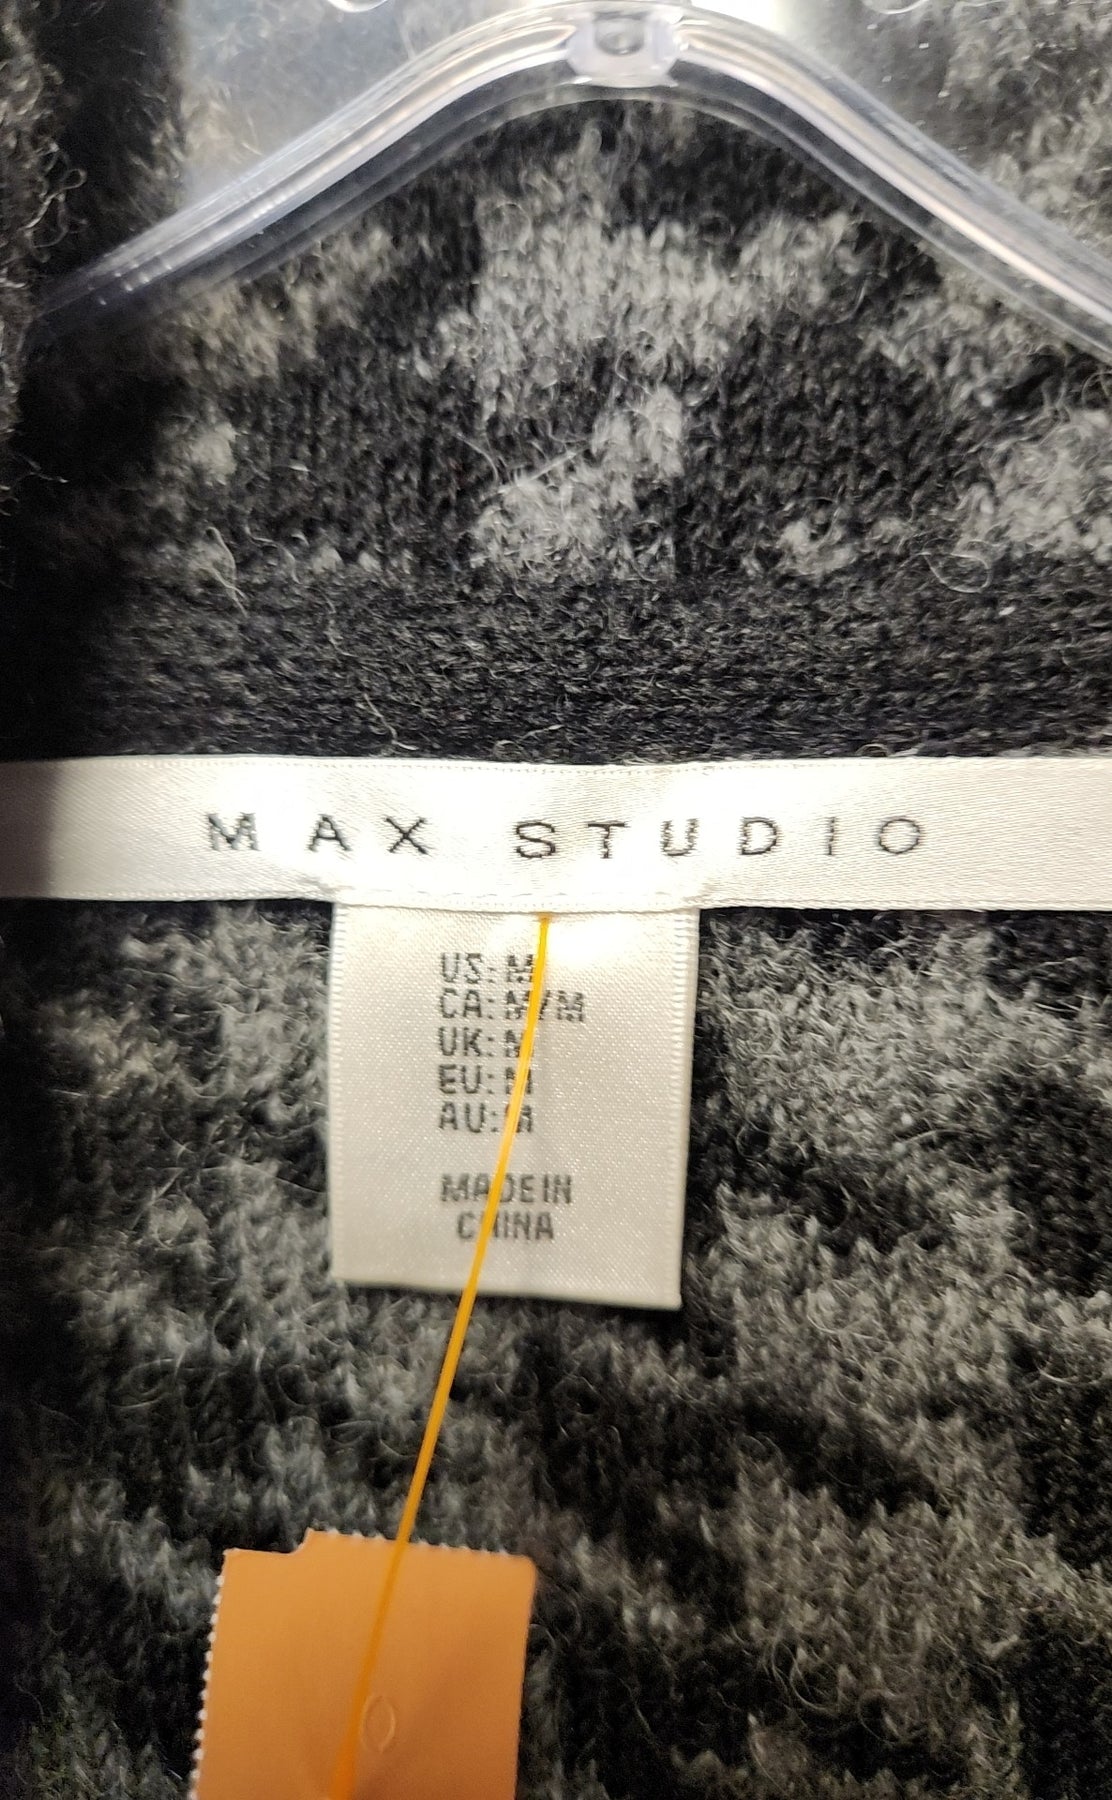 MAX STUDIO
US: M
CA: M/M
UK: M
EU: M
AU: M
MADE IN
CHINA